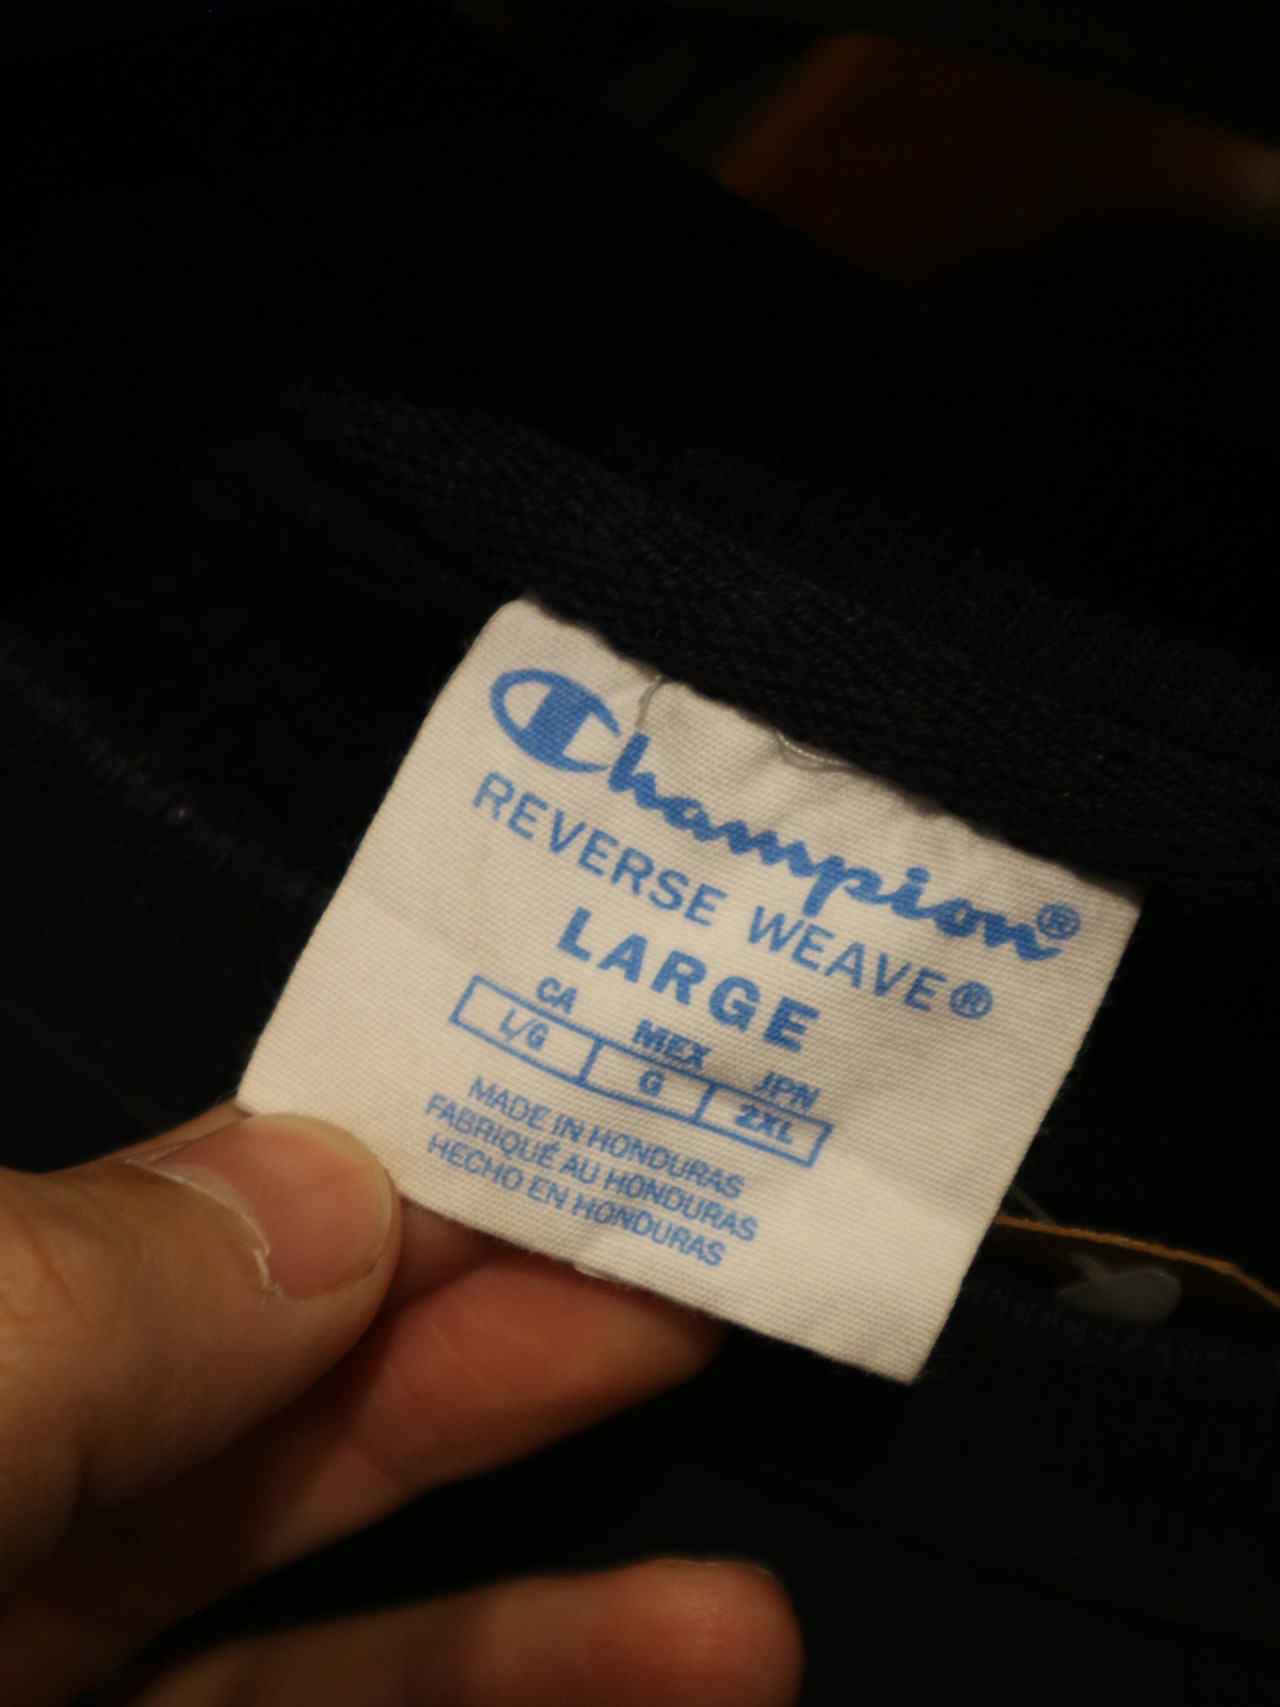 Champion®
REVERSE WEAVE®
LARGE
CA MEX JPN
L/G G 2XL
MADE IN HONDURAS
FABRIQUÉ AU HONDURAS
HECHO EN HONDURAS